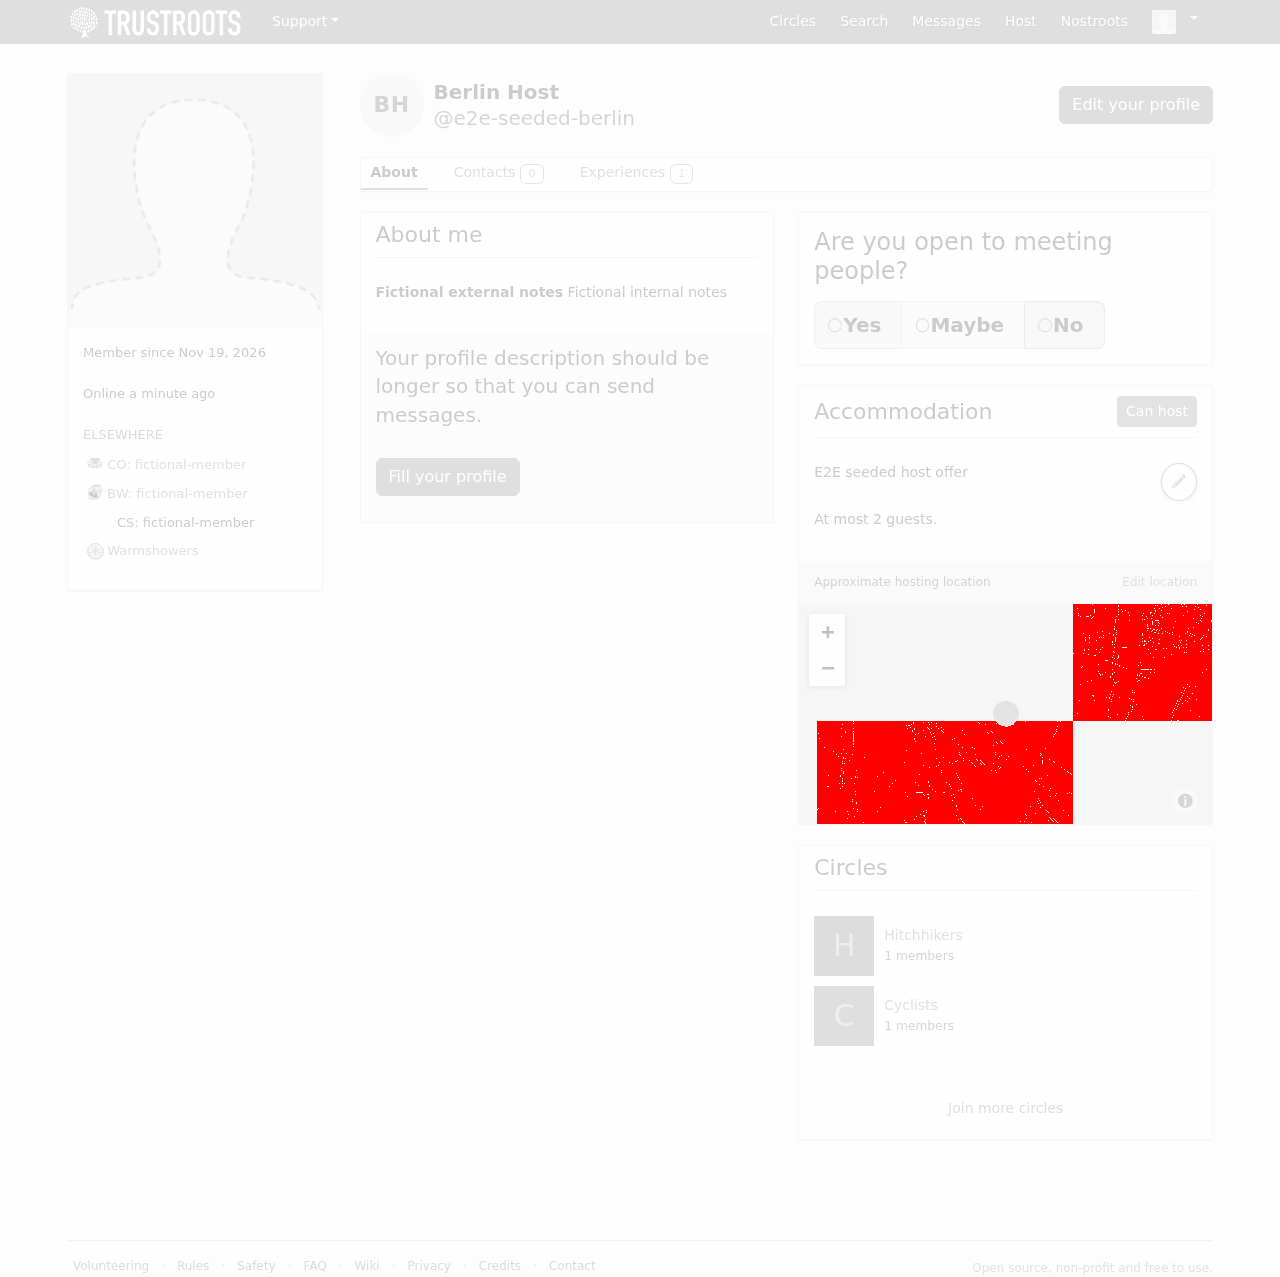 TRUSTROOTS
Support
Circles
Search
Messages
Host
Nostroots
BH
Berlin Host
@e2e-seeded-berlin
Edit your profile
Member since Nov 19, 2026
Online a minute ago
ELSEWHERE
CO: fictional-member
BW: fictional-member
CS: fictional-member
Warmshowers
About
Contacts 0
Experiences 1
About me
Fictional external notes Fictional internal notes
Your profile description should be
longer so that you can send
messages.
Fill your profile
Are you open to meeting
people?
Yes
Maybe
No
Accommodation
Can host
E2E seeded host offer
At most 2 guests.
Approximate hosting location
Edit location
+
−
Circles
H
Hitchhikers
1 members
C
Cyclists
1 members
Join more circles
Volunteering · Rules · Safety · FAQ · Wiki · Privacy · Credits · Contact
Open source, non-profit and free to use.